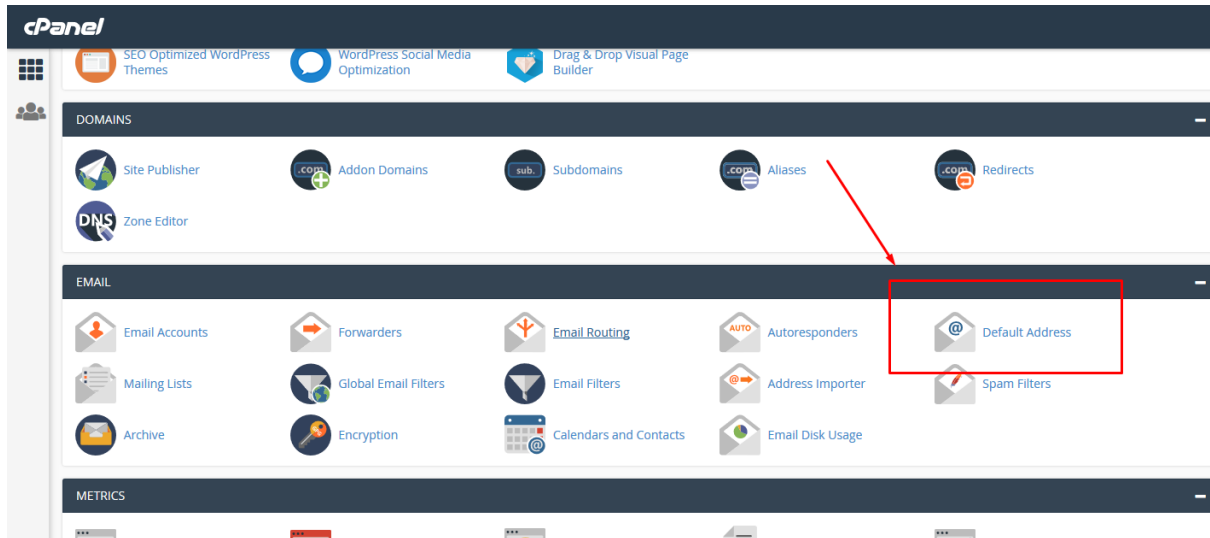 cPanel
SEO Optimized WordPress
Themes
WordPress Social Media
Optimization
Drag & Drop Visual Page
Builder
DOMAINS
Site Publisher
.com
Addon Domains
sub.
Subdomains
.com
Aliases
.com
Redirects
DNS
Zone Editor
EMAIL
Email Accounts
Forwarders
Email Routing
AUTO
Autoresponders
@
Default Address
Mailing Lists
Global Email Filters
Email Filters
@
Address Importer
Spam Filters
Archive
Encryption
@
Calendars and Contacts
Email Disk Usage
METRICS